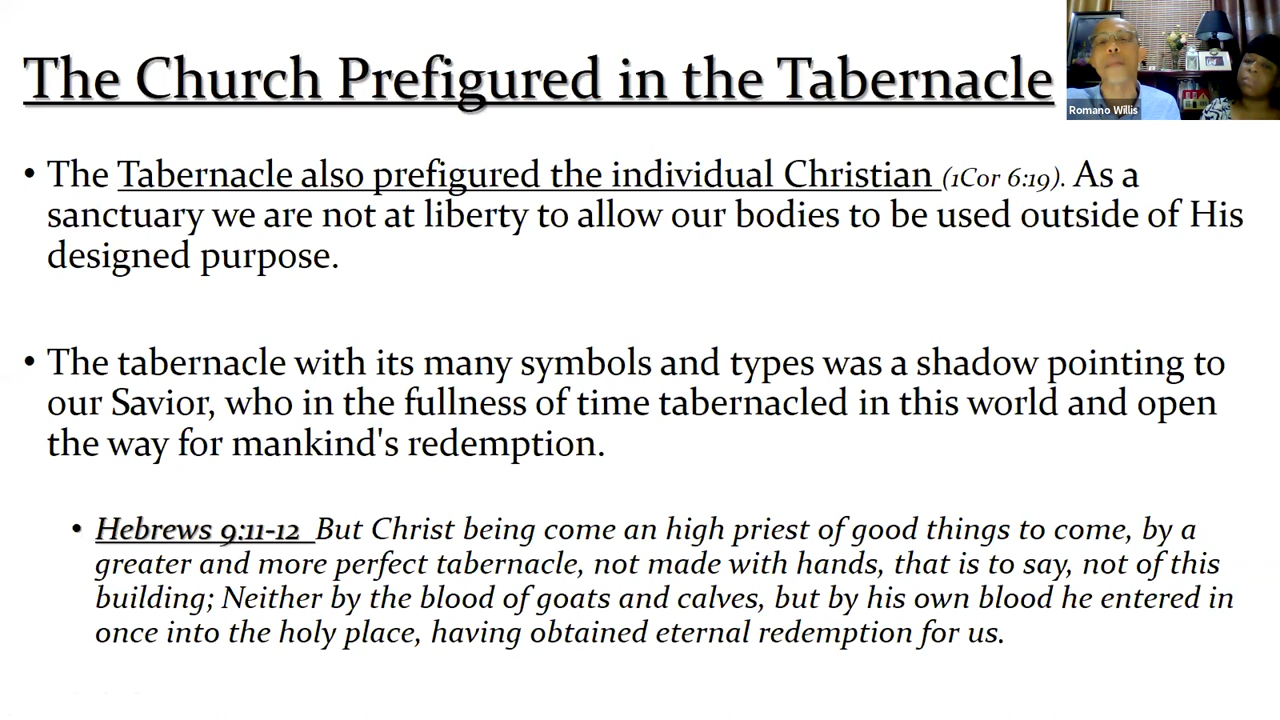 The Church Prefigured in the Tabernacle
Romano Willis
• The Tabernacle also prefigured the individual Christian (1Cor 6:19). As a
sanctuary we are not at liberty to allow our bodies to be used outside of His
designed purpose.
• The tabernacle with its many symbols and types was a shadow pointing to
our Savior, who in the fullness of time tabernacled in this world and open
the way for mankind's redemption.
• Hebrews 9:11-12 But Christ being come an high priest of good things to come, by a
greater and more perfect tabernacle, not made with hands, that is to say, not of this
building; Neither by the blood of goats and calves, but by his own blood he entered in
once into the holy place, having obtained eternal redemption for us.